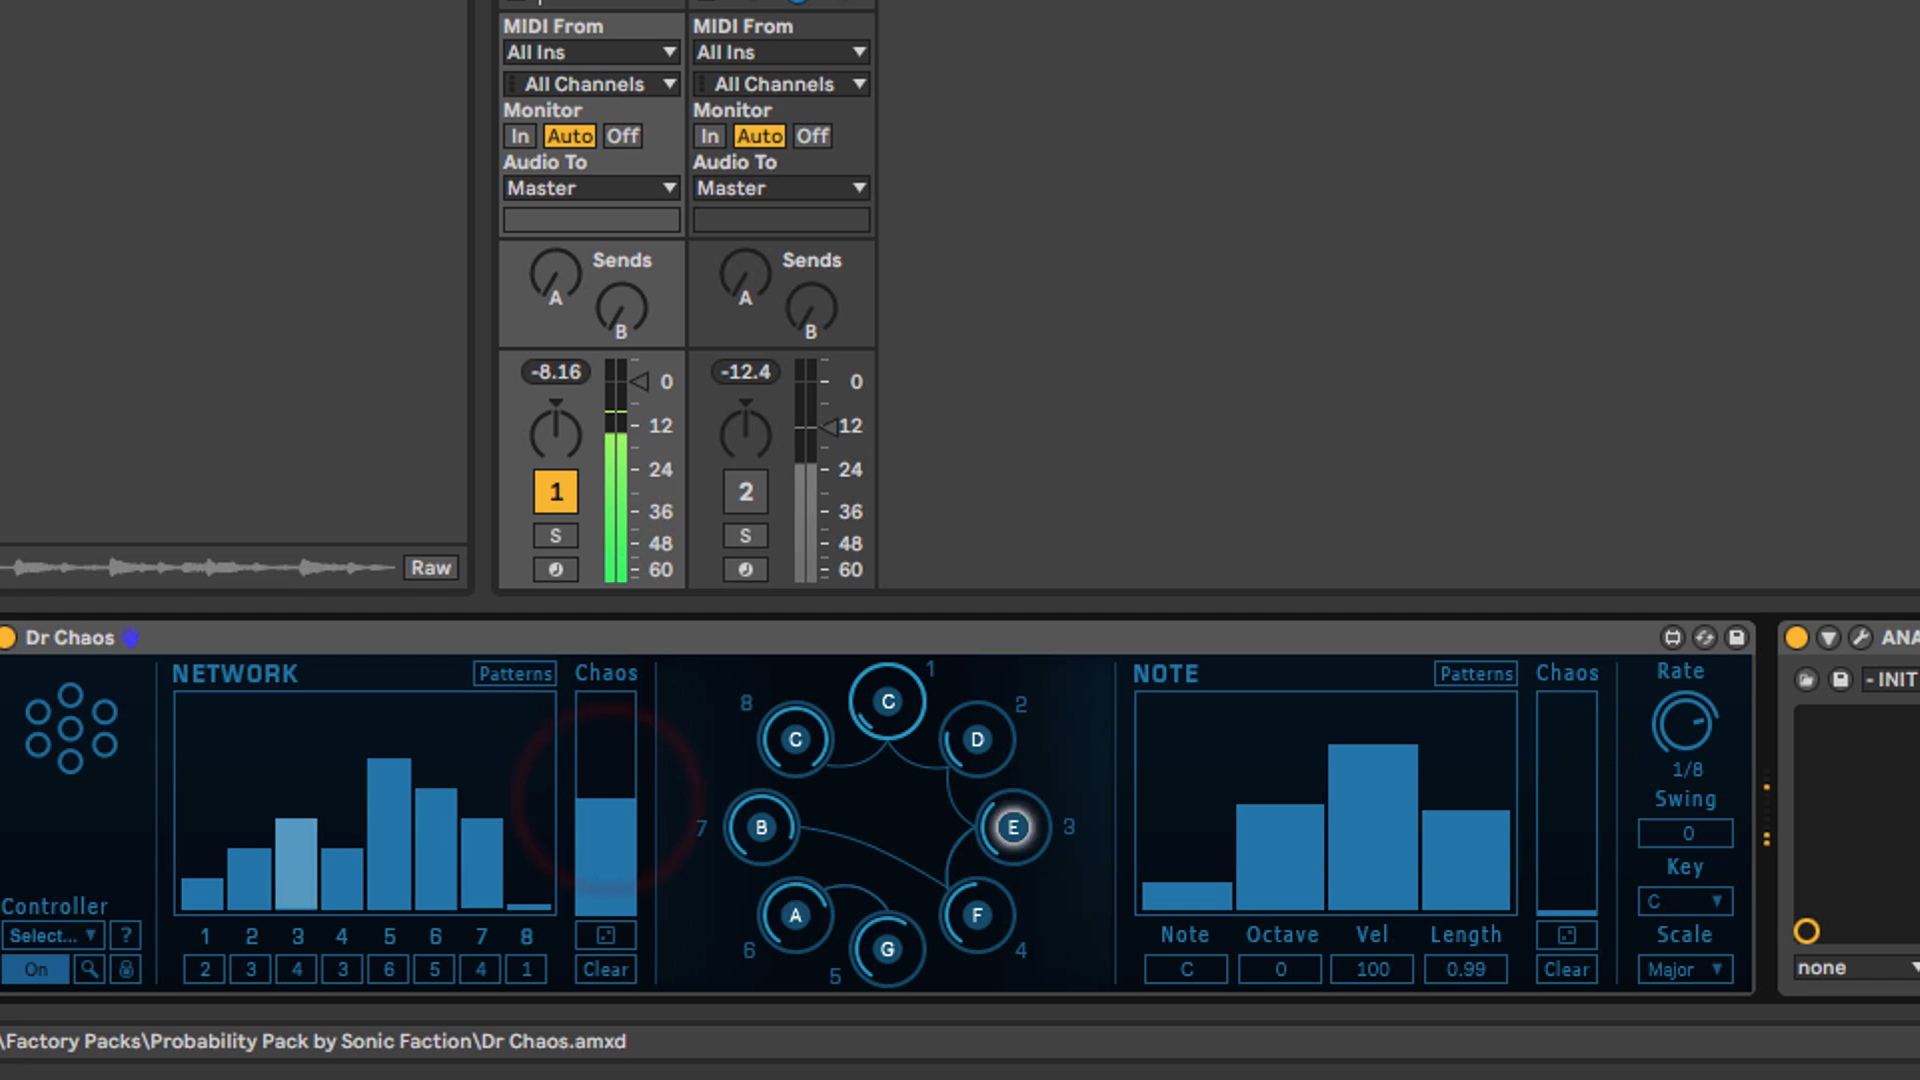 MIDI From MIDI From
All Ins All Ins
All Channels All Channels
Monitor Monitor
In Auto Off In Auto Off
Audio To Audio To
Master Master
Sends Sends
A A
B B
-8.16 0 -12.4 0
12 12
24 24
1 2
36 36
S S
48 48
60 60
Raw
Dr Chaos
ANA
NETWORK Patterns Chaos
1 2 3 4 5 6 7 8
2 3 4 3 6 5 4 1
Clear
Controller
Select... ?
On
C 1
D 2
E 3
F 4
G 5
A 6
B 7
C 8
NOTE Patterns Chaos
Note Octave Vel Length
C 0 100 0.99
Clear
Rate
1/8
Swing
0
Key
C
Scale
Major
- INIT
none
\Factory Packs\Probability Pack by Sonic Faction\Dr Chaos.amxd